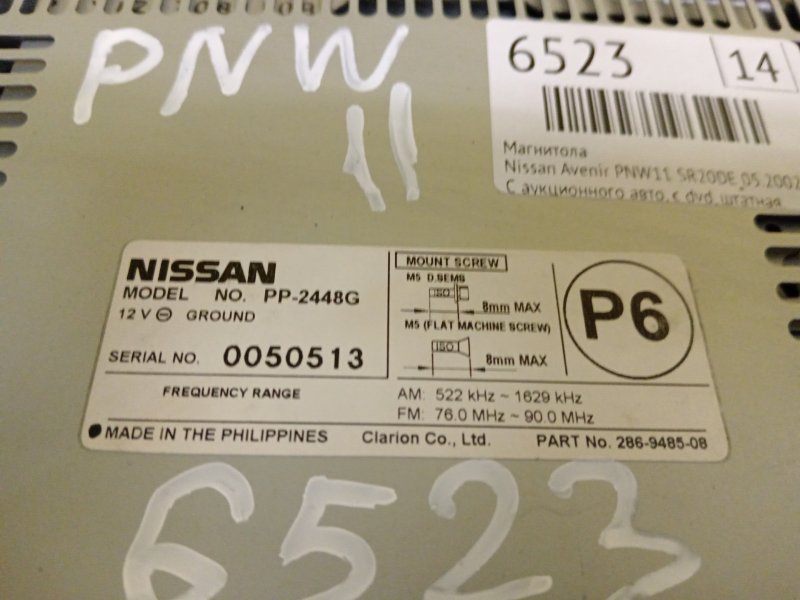 PNW
11
6523
14
Магнитола
Nissan Avenir PNW11 SR20DE 05.2002
С аукционного авто, с dvd, штатная
NISSAN
MODEL NO. PP-2448G
12 V ⊖ GROUND
SERIAL NO. 0050513
MOUNT SCREW
M5 D.SEMS
ISO
8mm MAX
M5 (FLAT MACHINE SCREW)
ISO
8mm MAX
P6
FREQUENCY RANGE
AM: 522 kHz ~ 1629 kHz
FM: 76.0 MHz ~ 90.0 MHz
MADE IN THE PHILIPPINES Clarion Co., Ltd. PART No. 286-9485-08
6523